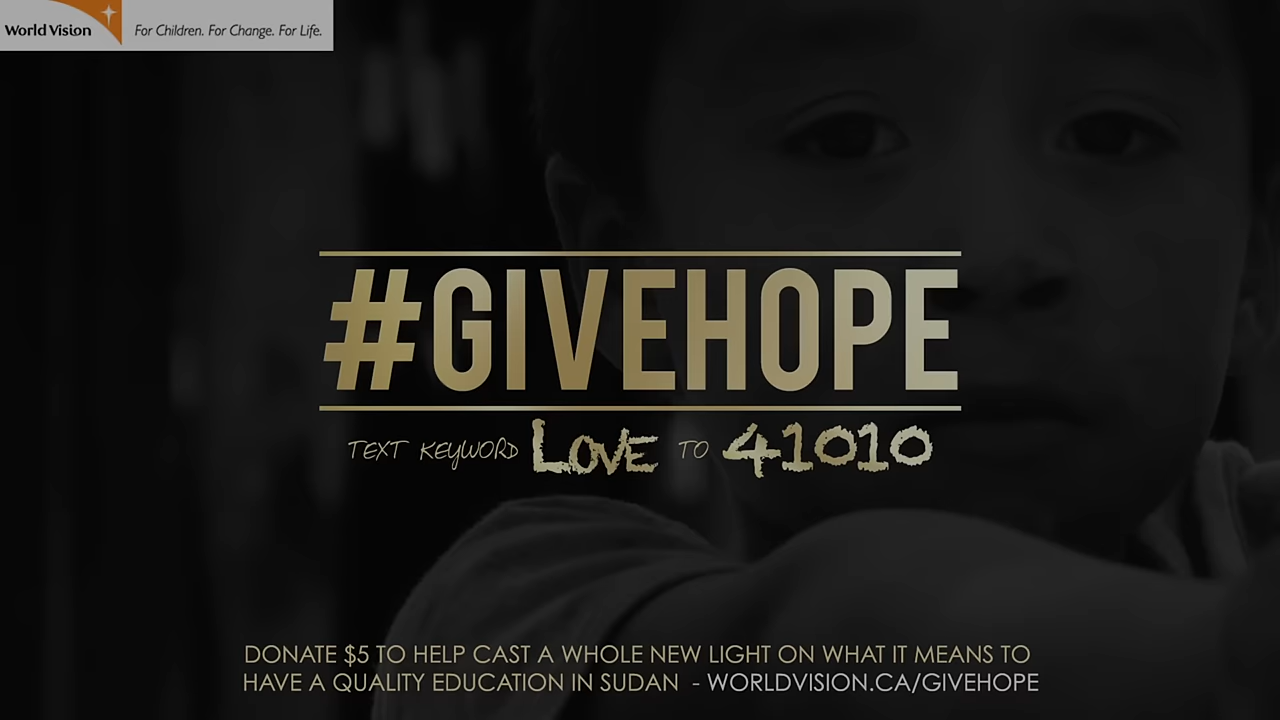 World Vision
For Children. For Change. For Life.
#GIVEHOPE
TEXT KEYWORD LOVE TO 41010
DONATE $5 TO HELP CAST A WHOLE NEW LIGHT ON WHAT IT MEANS TO
HAVE A QUALITY EDUCATION IN SUDAN - WORLDVISION.CA/GIVEHOPE